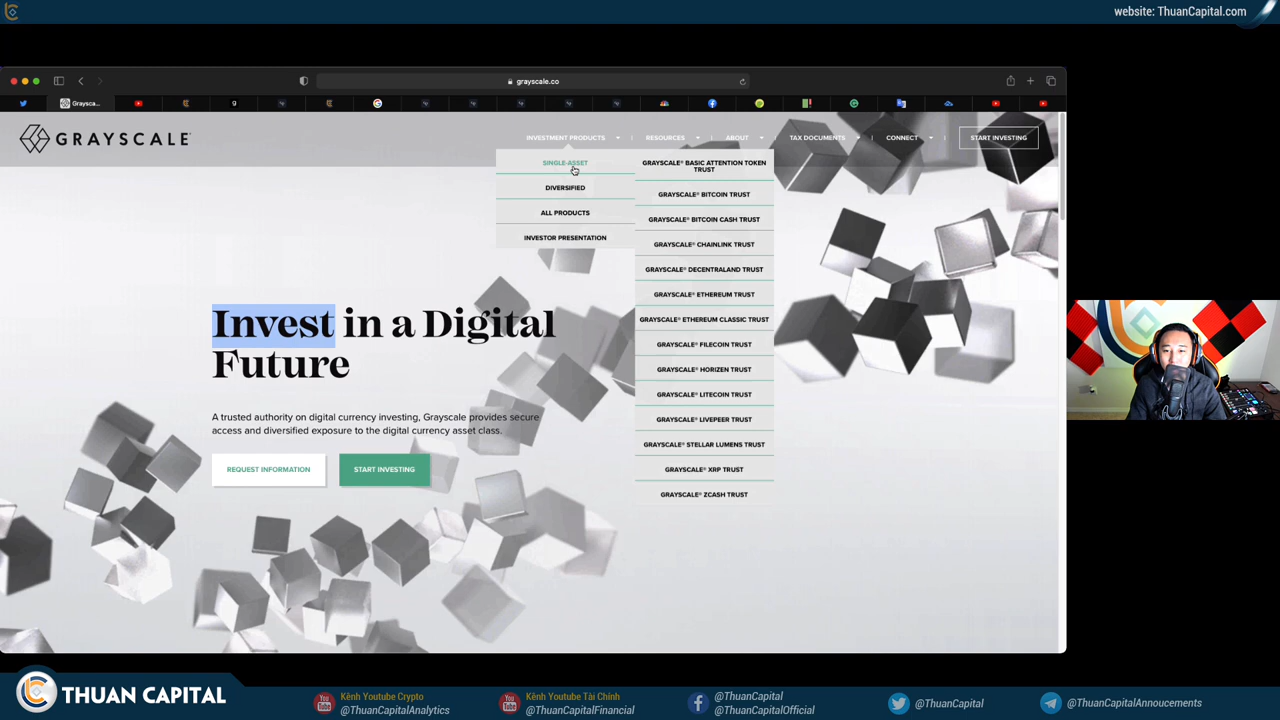 website: ThuanCapital.com
grayscale.co
Graysca...
GRAYSCALE
INVESTMENT PRODUCTS
RESOURCES
ABOUT
TAX DOCUMENTS
CONNECT
START INVESTING
SINGLE-ASSET
DIVERSIFIED
ALL PRODUCTS
INVESTOR PRESENTATION
GRAYSCALE® BASIC ATTENTION TOKEN
TRUST
GRAYSCALE® BITCOIN TRUST
GRAYSCALE® BITCOIN CASH TRUST
GRAYSCALE® CHAINLINK TRUST
GRAYSCALE® DECENTRALAND TRUST
GRAYSCALE® ETHEREUM TRUST
GRAYSCALE® ETHEREUM CLASSIC TRUST
GRAYSCALE® FILECOIN TRUST
GRAYSCALE® HORIZEN TRUST
GRAYSCALE® LITECOIN TRUST
GRAYSCALE® LIVEPEER TRUST
GRAYSCALE® STELLAR LUMENS TRUST
GRAYSCALE® XRP TRUST
GRAYSCALE® ZCASH TRUST
Invest in a Digital
Future
A trusted authority on digital currency investing, Grayscale provides secure
access and diversified exposure to the digital currency asset class.
REQUEST INFORMATION
START INVESTING
THUAN CAPITAL
Kênh Youtube Crypto
@ThuanCapitalAnalytics
Kênh Youtube Tài Chính
@ThuanCapitalFinancial
@ThuanCapital
@ThuanCapitalOfficial
@ThuanCapital
@ThuanCapitalAnnoucements